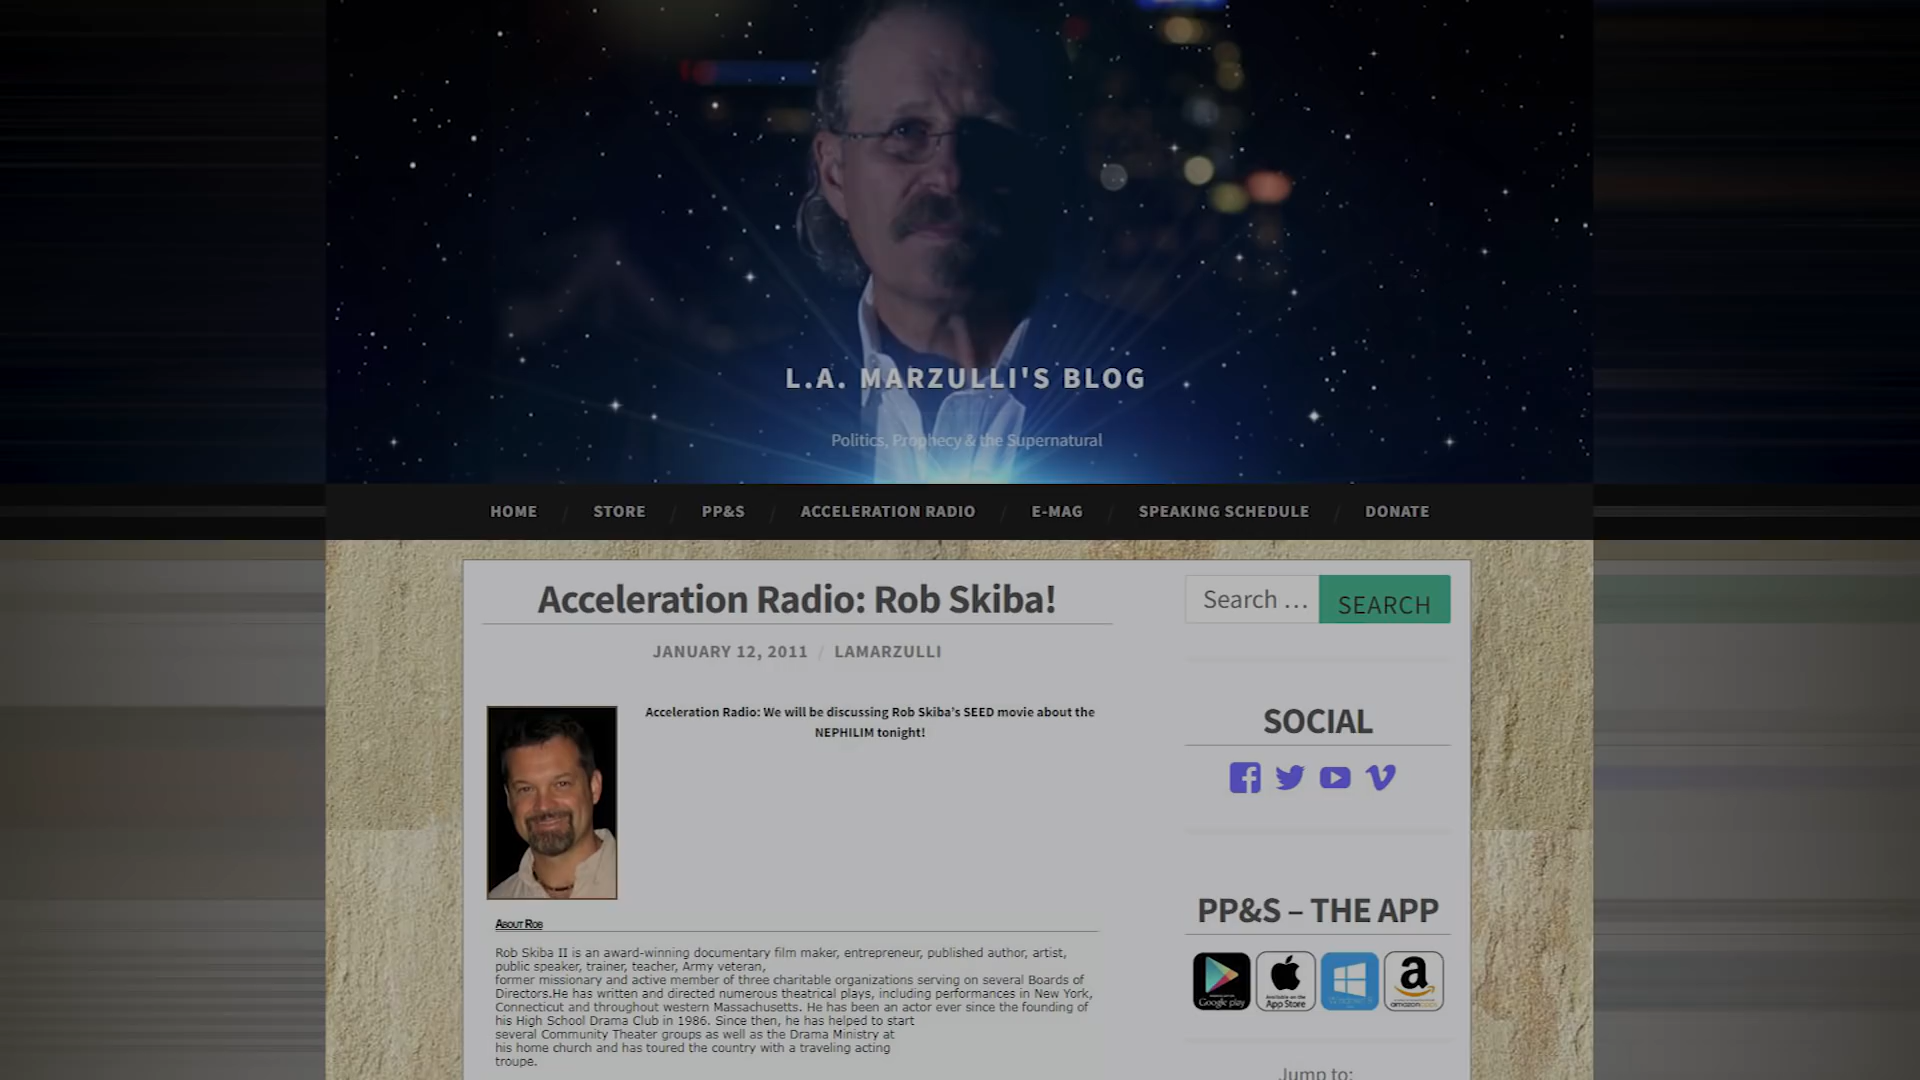 L.A. MARZULLI'S BLOG
Politics, Prophecy & the Supernatural
HOME / STORE / PP&S / ACCELERATION RADIO / E-MAG / SPEAKING SCHEDULE / DONATE
Acceleration Radio: Rob Skiba!
JANUARY 12, 2011 / LAMARZULLI
Acceleration Radio: We will be discussing Rob Skiba's SEED movie about the
NEPHILIM tonight!
About Rob
Rob Skiba II is an award-winning documentary film maker, entrepreneur, published author, artist,
public speaker, trainer, teacher, Army veteran,
former missionary and active member of three charitable organizations serving on several Boards of
Directors.He has written and directed numerous theatrical plays, including performances in New York,
Connecticut and throughout western Massachusetts. He has been an actor ever since the founding of
his High School Drama Club in 1986. Since then, he has helped to start
several Community Theater groups as well as the Drama Ministry at
his home church and has toured the country with a traveling acting
troupe.
Search …
SEARCH
SOCIAL
PP&S – THE APP
Google play
Available on the
App Store
Windows 8
a
amazon
Jump to: